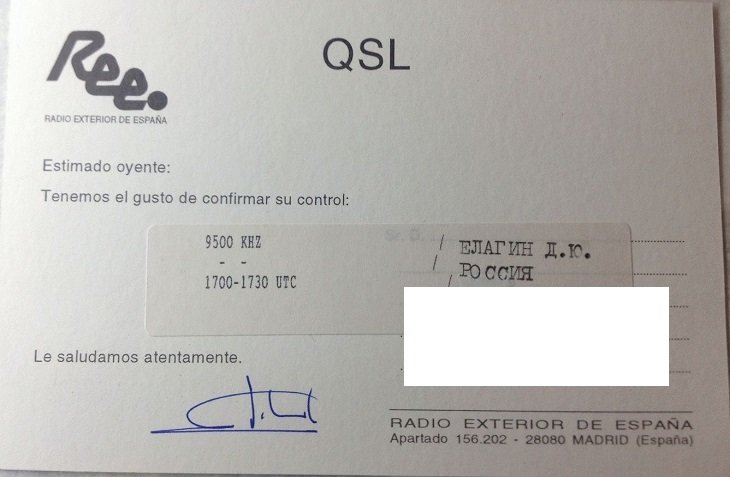 Ree.
RADIO EXTERIOR DE ESPAÑA
QSL
Estimado oyente:
Tenemos el gusto de confirmar su control:
9500 KHZ
- -
1700-1730 UTC
/ ЕЛАГИН Д.Ю.
/ РОССИЯ
/
Le saludamos atentamente.
RADIO EXTERIOR DE ESPAÑA
Apartado 156.202 - 28080 MADRID (España)